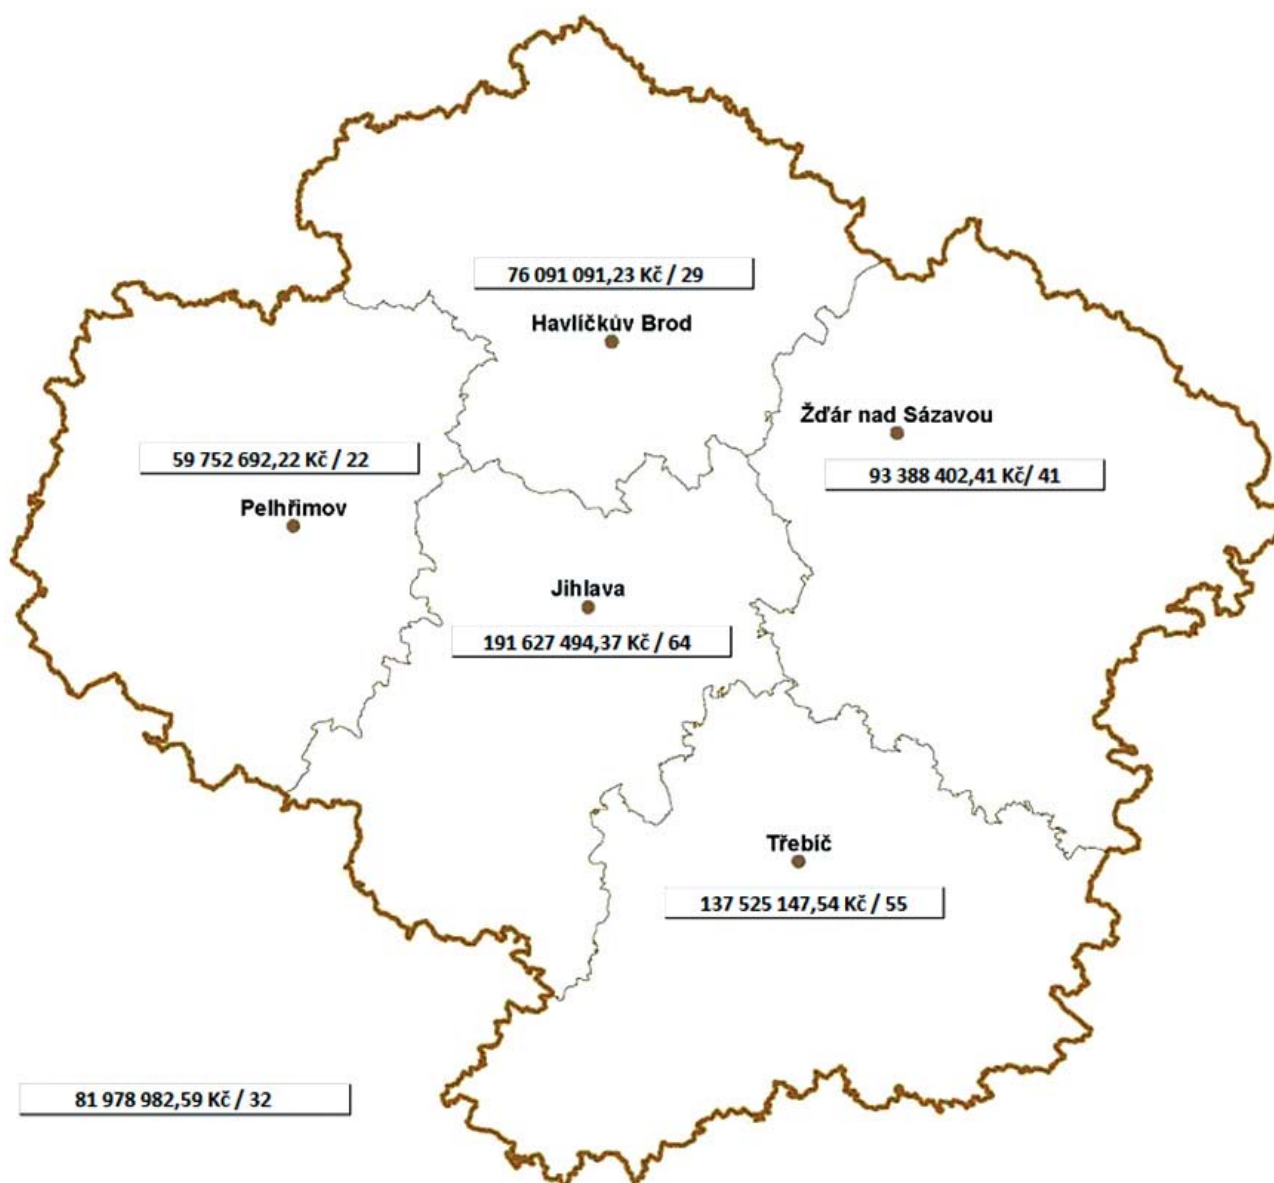 76 091 091,23 Kč / 29
Havlíčkův Brod
Žďár nad Sázavou
59 752 692,22 Kč / 22
93 388 402,41 Kč/ 41
Pelhřimov
Jihlava
191 627 494,37 Kč / 64
Třebíč
137 525 147,54 Kč / 55
81 978 982,59 Kč / 32